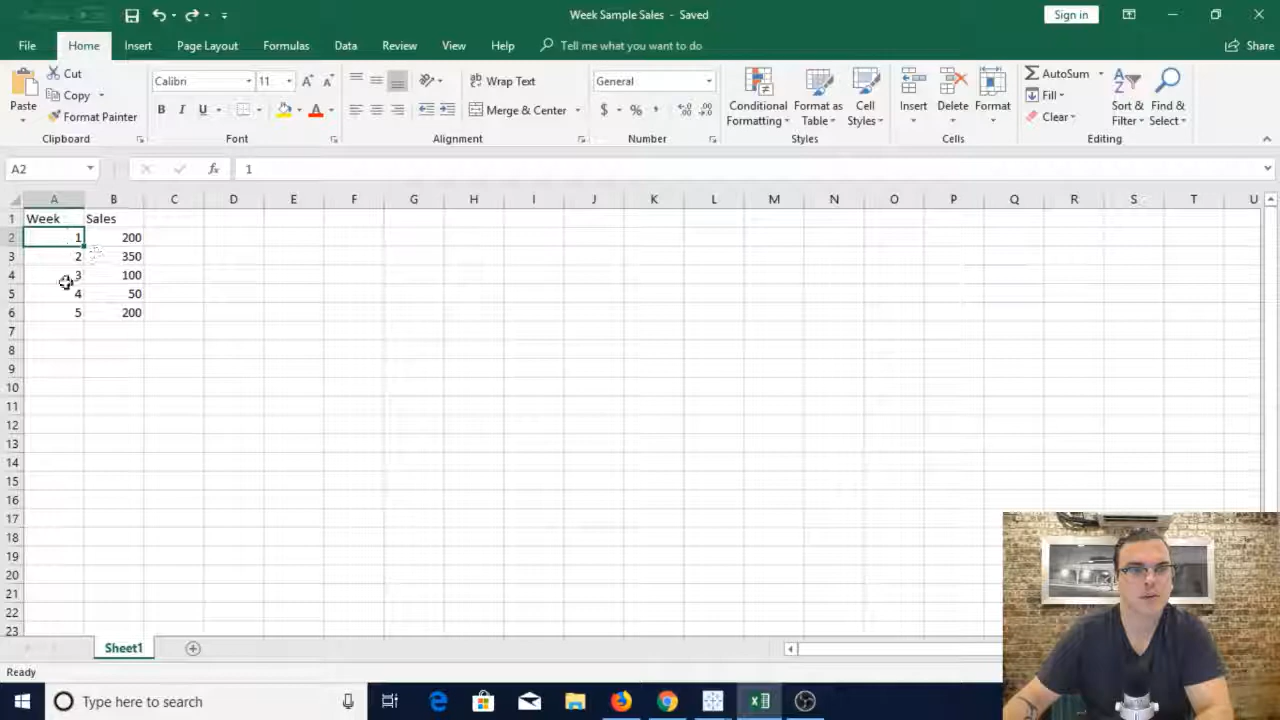 Week Sample Sales - Saved
Sign in
File Home Insert Page Layout Formulas Data Review View Help Tell me what you want to do Share
Paste
Cut
Copy
Format Painter
Clipboard
Calibri 11
B I U A
Font
Wrap Text
Merge & Center
Alignment
General
$ % ,
Number
Conditional Formatting
Format as Table
Cell Styles
Styles
Insert
Delete
Format
Cells
AutoSum
Fill
Clear
Sort & Filter
Find & Select
Editing
A2 fx 1
A B C D E F G H I J K L M N O P Q R S T U
1 Week Sales
2 1 200
3 2 350
4 3 100
5 4 50
6 5 200
7
8
9
10
11
12
13
14
15
16
17
18
19
20
21
22
23
Sheet1
Ready
Type here to search